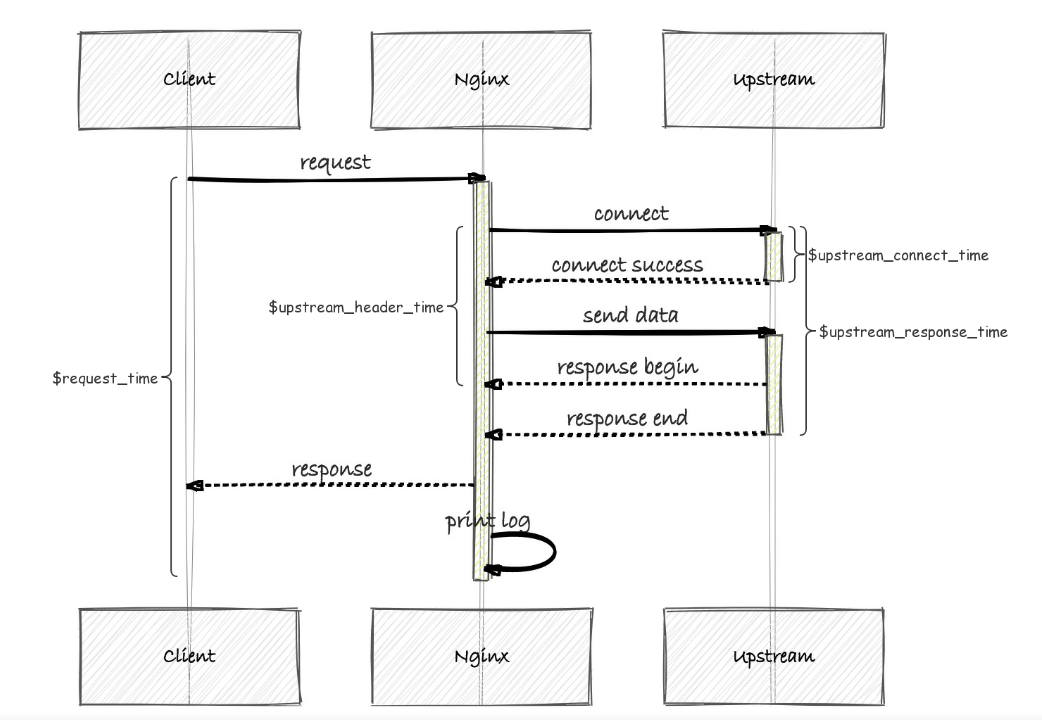 Client
Nginx
Upstream
request
connect
connect success
$upstream_connect_time
$upstream_header_time
send data
$upstream_response_time
response begin
$request_time
response end
response
print log
Client
Nginx
Upstream